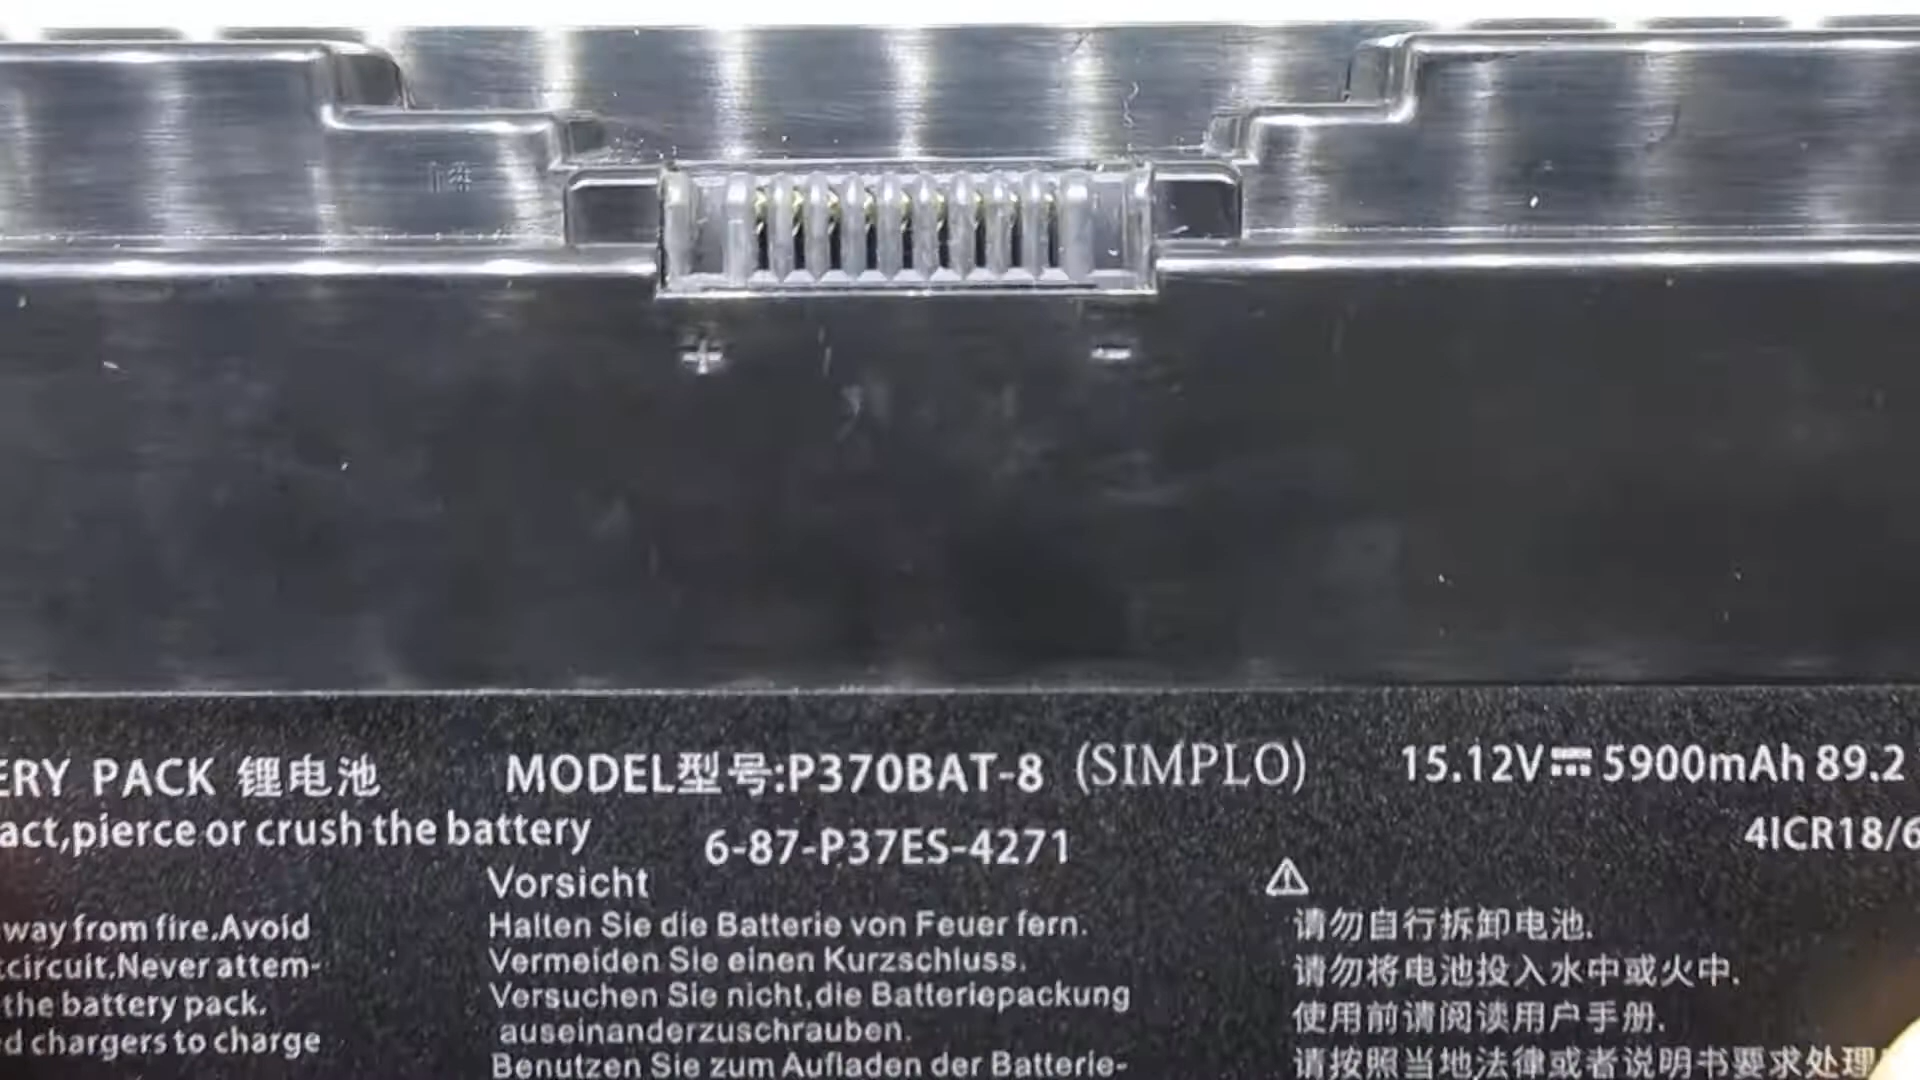 + -
ERY PACK 锂电池
MODEL型号:P370BAT-8 (SIMPLO)
15.12V⎓5900mAh 89.2
act,pierce or crush the battery
6-87-P37ES-4271
4ICR18/6
way from fire.Avoid
circuit.Never attem-
the battery pack.
d chargers to charge
Vorsicht
Halten Sie die Batterie von Feuer fern.
Vermeiden Sie einen Kurzschluss.
Versuchen Sie nicht,die Batteriepackung
auseinanderzuschrauben.
Benutzen Sie zum Aufladen der Batterie-
请勿自行拆卸电池.
请勿将电池投入水中或火中.
使用前请阅读用户手册.
请按照当地法律或者说明书要求处理